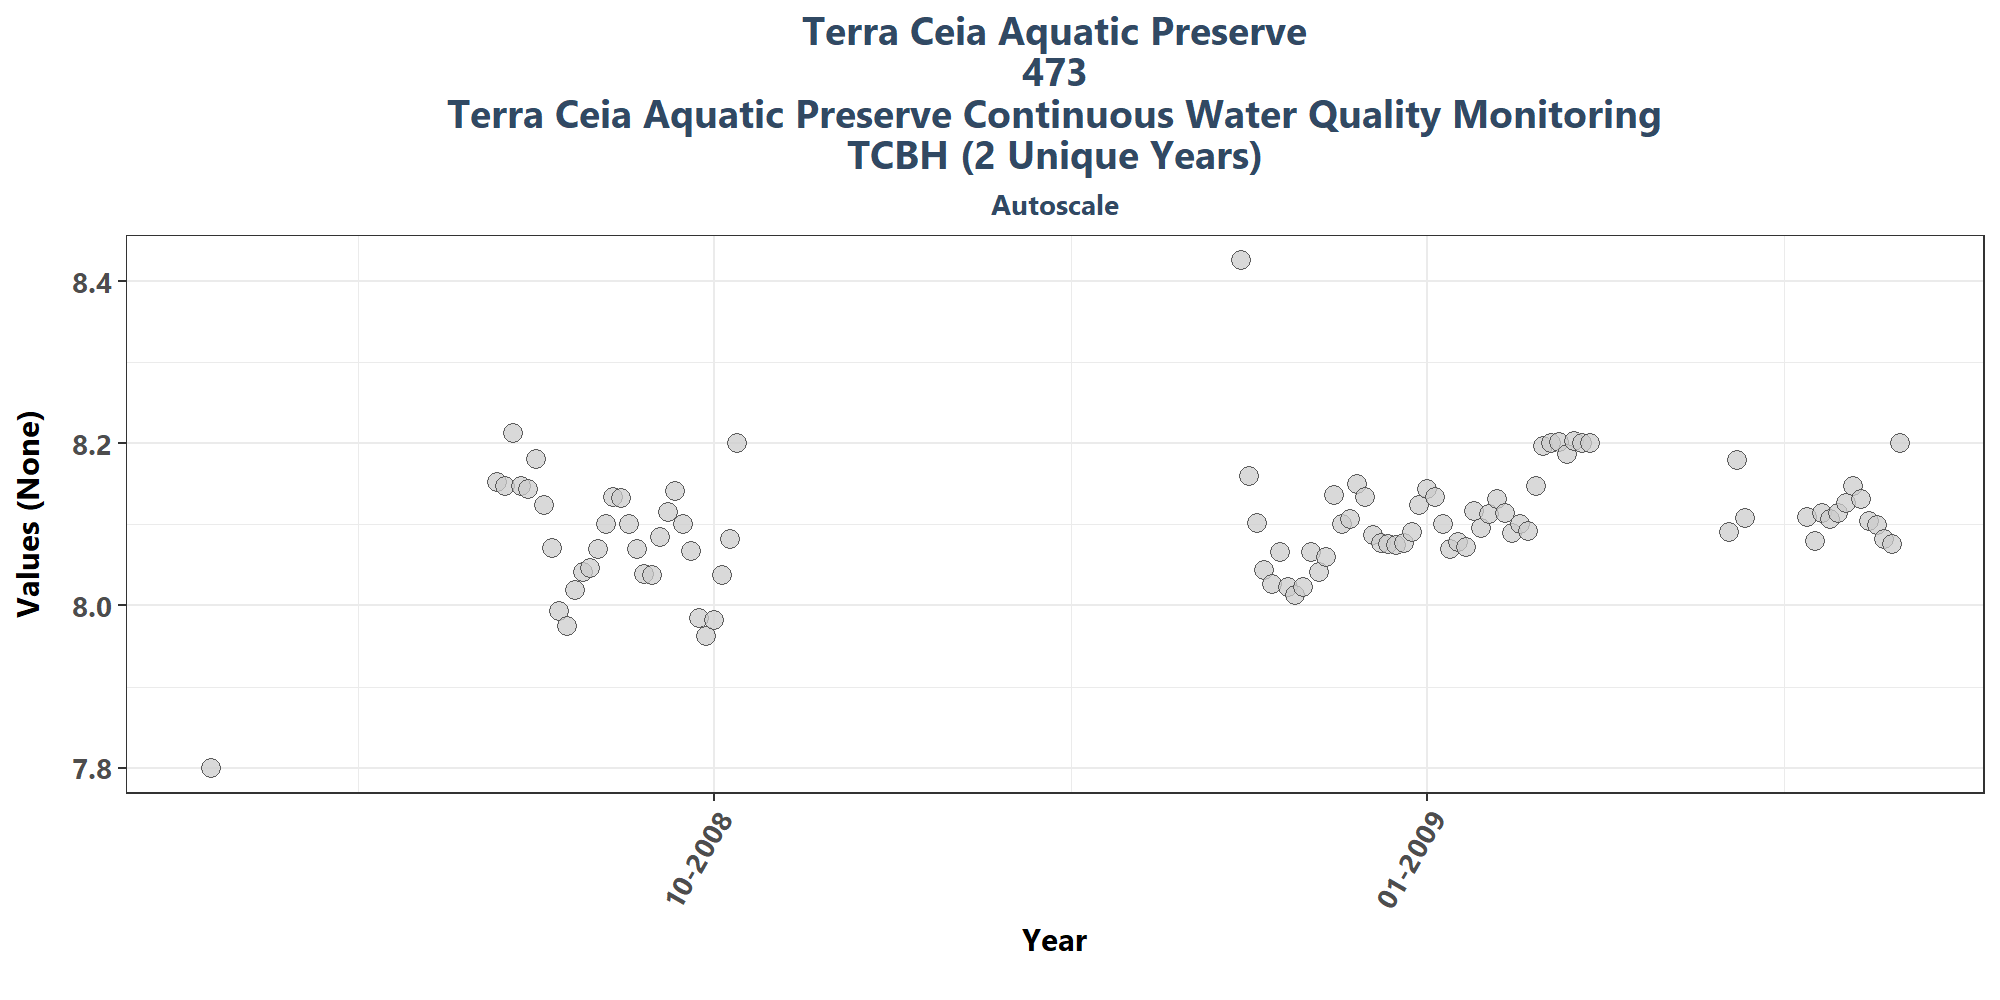 Terra Ceia Aquatic Preserve
473
Terra Ceia Aquatic Preserve Continuous Water Quality Monitoring
TCBH (2 Unique Years)
Autoscale
Values (None)
8.4
8.2
8.0
7.8
10-2008
01-2009
Year